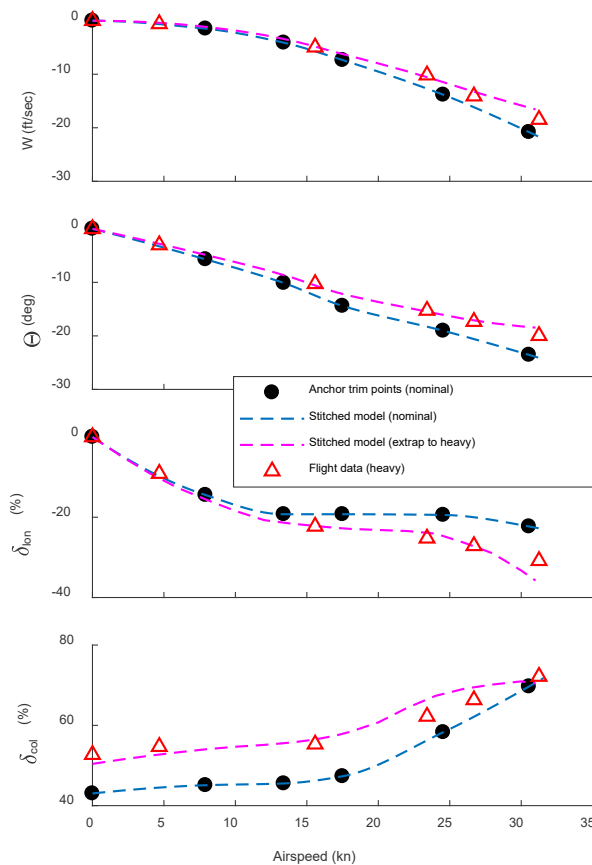 0
-10
-20
-30
W (ft/sec)
0
-10
-20
-30
Θ (deg)
Anchor trim points (nominal)
Stitched model (nominal)
Stitched model (extrap to heavy)
Flight data (heavy)
0
-20
-40
δlon (%)
80
60
40
δcol (%)
0 5 10 15 20 25 30 35
Airspeed (kn)